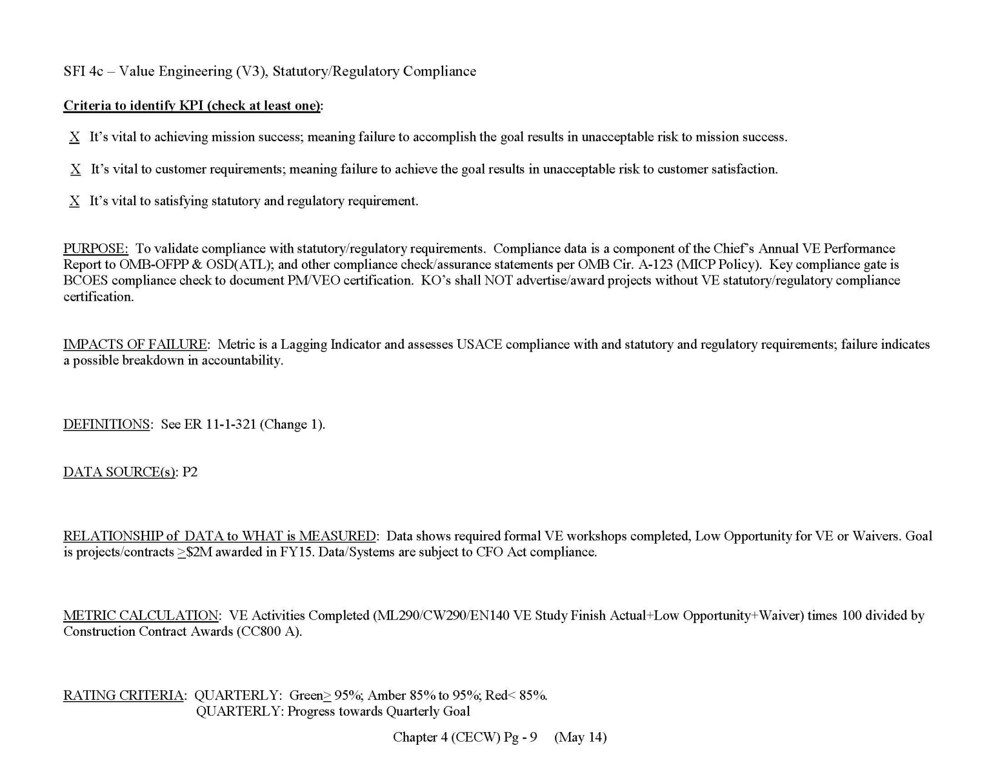 SFI 4c – Value Engineering (V3), Statutory/Regulatory Compliance
Criteria to identify KPI (check at least one):
X It’s vital to achieving mission success; meaning failure to accomplish the goal results in unacceptable risk to mission success.
X It’s vital to customer requirements; meaning failure to achieve the goal results in unacceptable risk to customer satisfaction.
X It’s vital to satisfying statutory and regulatory requirement.
PURPOSE: To validate compliance with statutory/regulatory requirements. Compliance data is a component of the Chief’s Annual VE Performance
Report to OMB-OFPP & OSD(ATL); and other compliance check/assurance statements per OMB Cir. A-123 (MICP Policy). Key compliance gate is
BCOES compliance check to document PM/VEO certification. KO’s shall NOT advertise/award projects without VE statutory/regulatory compliance
certification.
IMPACTS OF FAILURE: Metric is a Lagging Indicator and assesses USACE compliance with and statutory and regulatory requirements; failure indicates
a possible breakdown in accountability.
DEFINITIONS: See ER 11-1-321 (Change 1).
DATA SOURCE(s): P2
RELATIONSHIP of DATA to WHAT is MEASURED: Data shows required formal VE workshops completed, Low Opportunity for VE or Waivers. Goal
is projects/contracts >$2M awarded in FY15. Data/Systems are subject to CFO Act compliance.
METRIC CALCULATION: VE Activities Completed (ML290/CW290/EN140 VE Study Finish Actual+Low Opportunity+Waiver) times 100 divided by
Construction Contract Awards (CC800 A).
RATING CRITERIA: QUARTERLY: Green> 95%; Amber 85% to 95%; Red< 85%.
QUARTERLY: Progress towards Quarterly Goal
Chapter 4 (CECW) Pg - 9 (May 14)